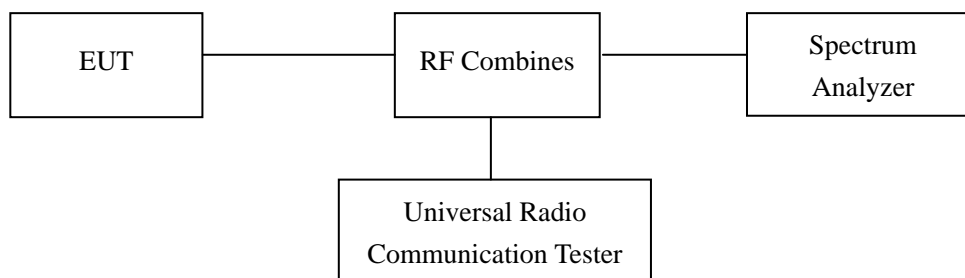 EUT
RF Combines
Spectrum
Analyzer
Universal Radio
Communication Tester